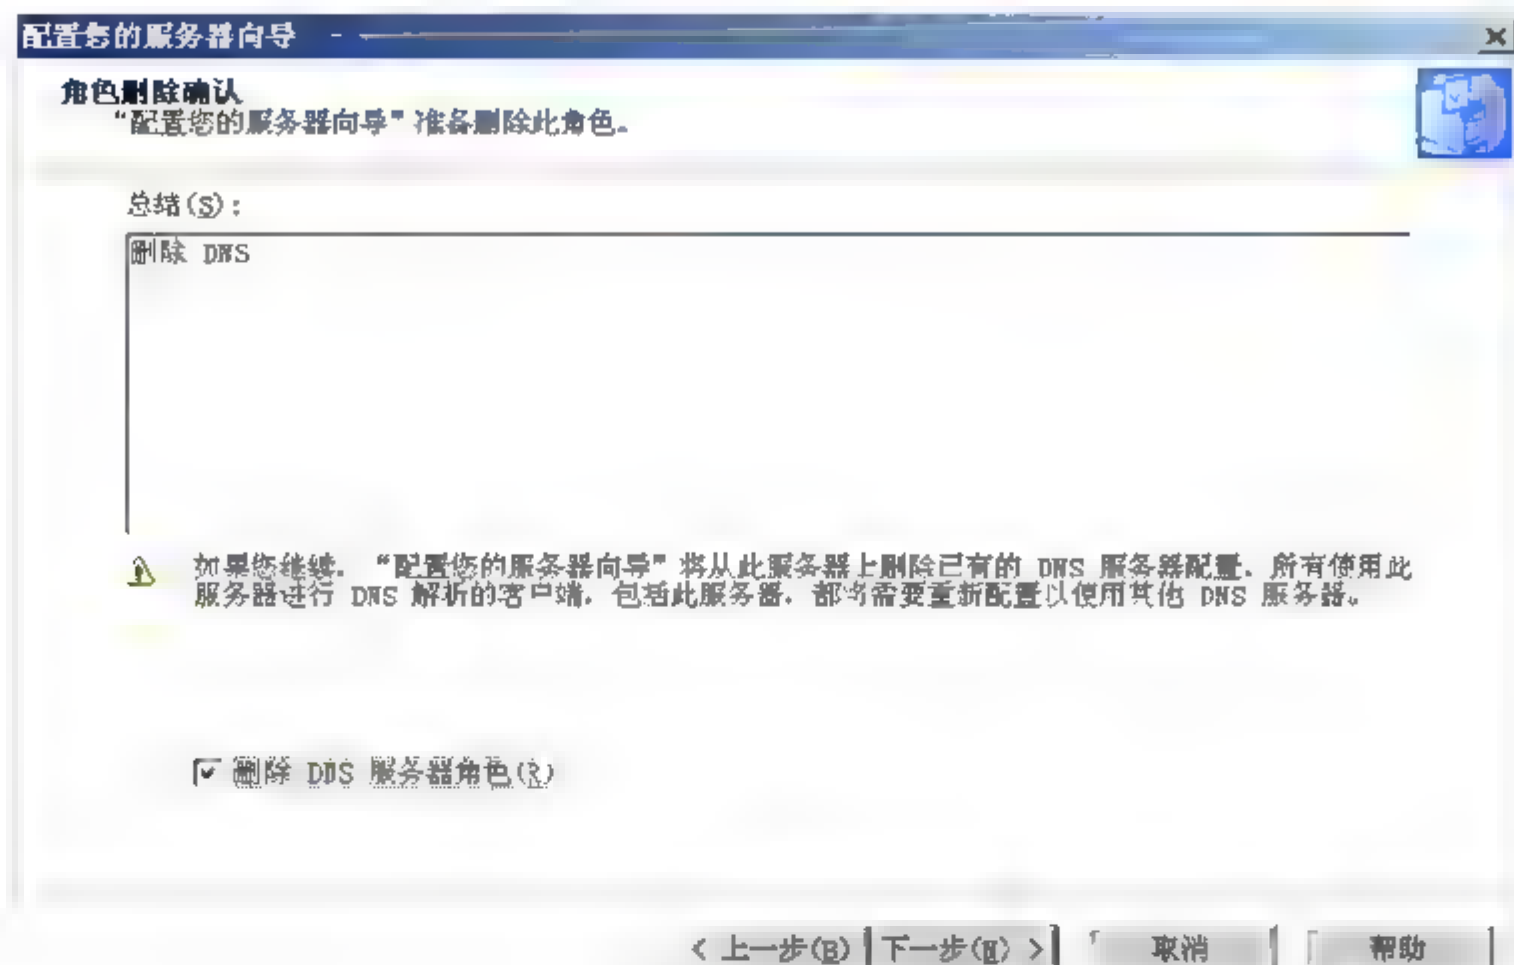 配置您的服务器向导
角色删除确认
“配置您的服务器向导”准备删除此角色。
总结(S):
删除 DNS
如果您继续，“配置您的服务器向导”将从此服务器上删除已有的 DNS 服务器配置，所有使用此
服务器进行 DNS 解析的客户端，包括此服务器，都将需要重新配置以使用其他 DNS 服务器。
删除 DNS 服务器角色(R)
< 上一步(B) 下一步(N) > 取消 帮助